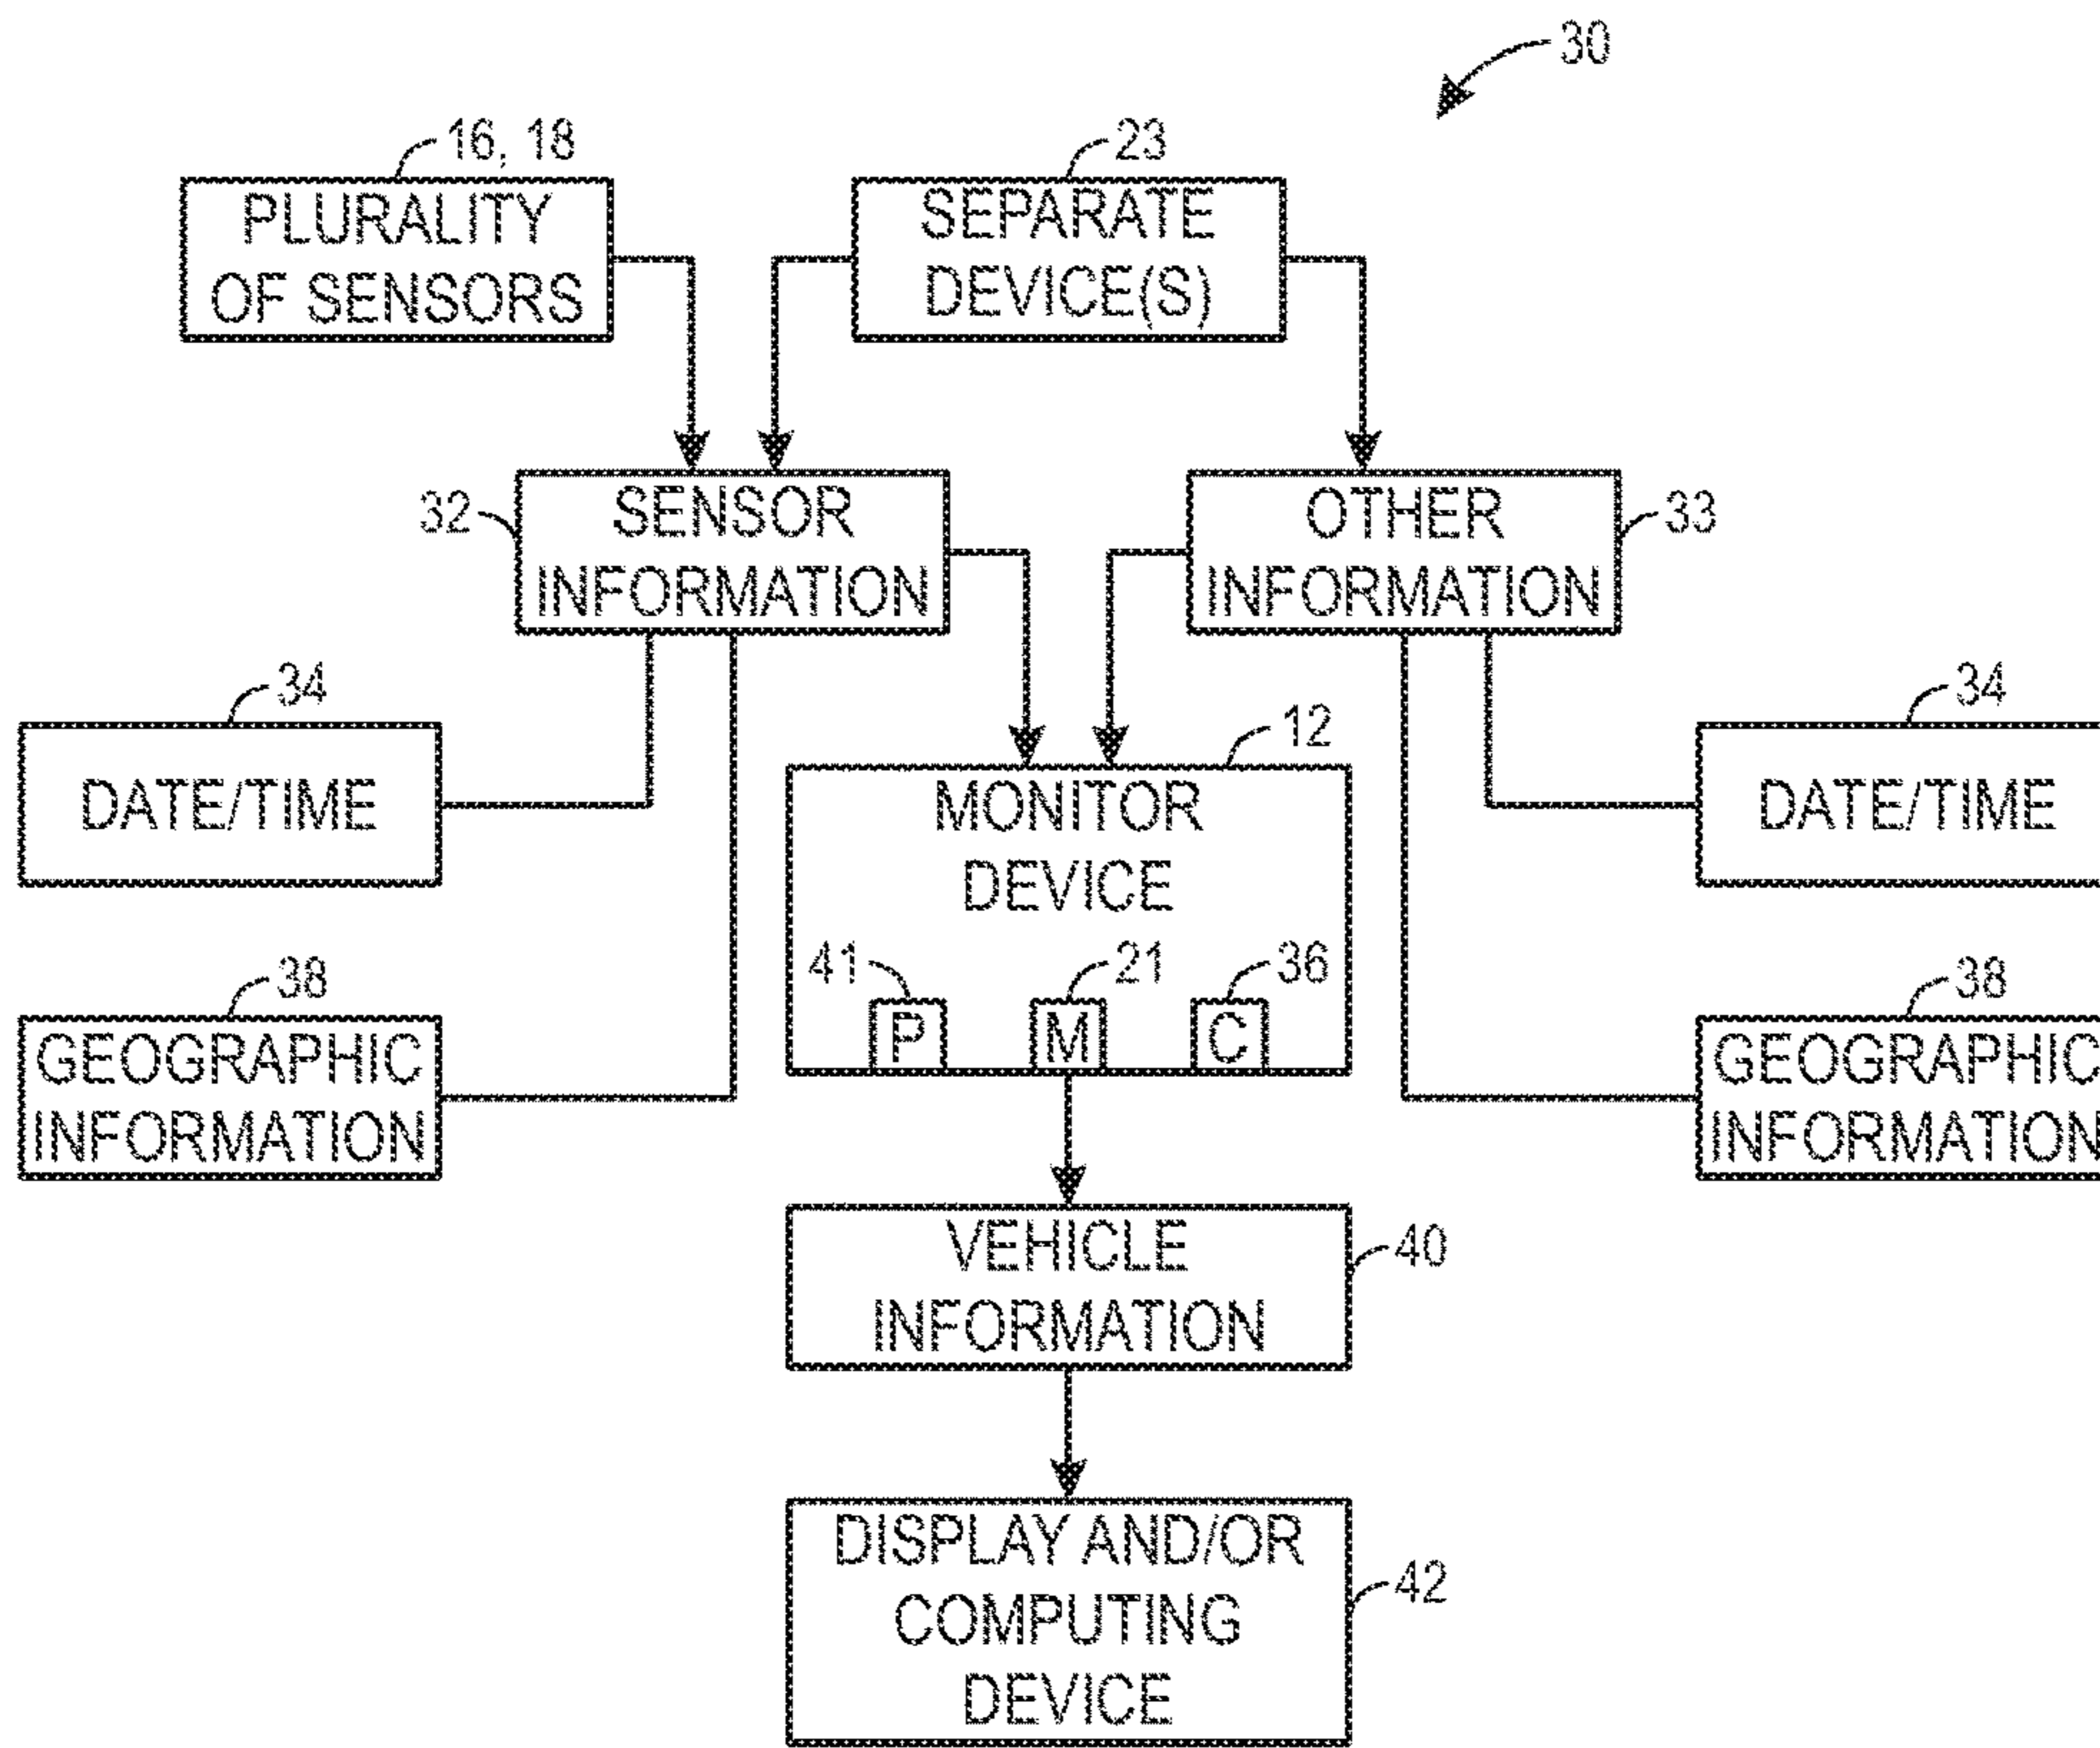 30
16, 18
23
PLURALITY
OF SENSORS
SEPARATE
DEVICE(S)
32
SENSOR
INFORMATION
OTHER
INFORMATION
33
34
DATE/TIME
12
MONITOR
DEVICE
34
DATE/TIME
41
21
36
P
M
C
38
GEOGRAPHIC
INFORMATION
38
GEOGRAPHIC
INFORMATION
VEHICLE
INFORMATION
40
DISPLAY AND/OR
COMPUTING
DEVICE
42